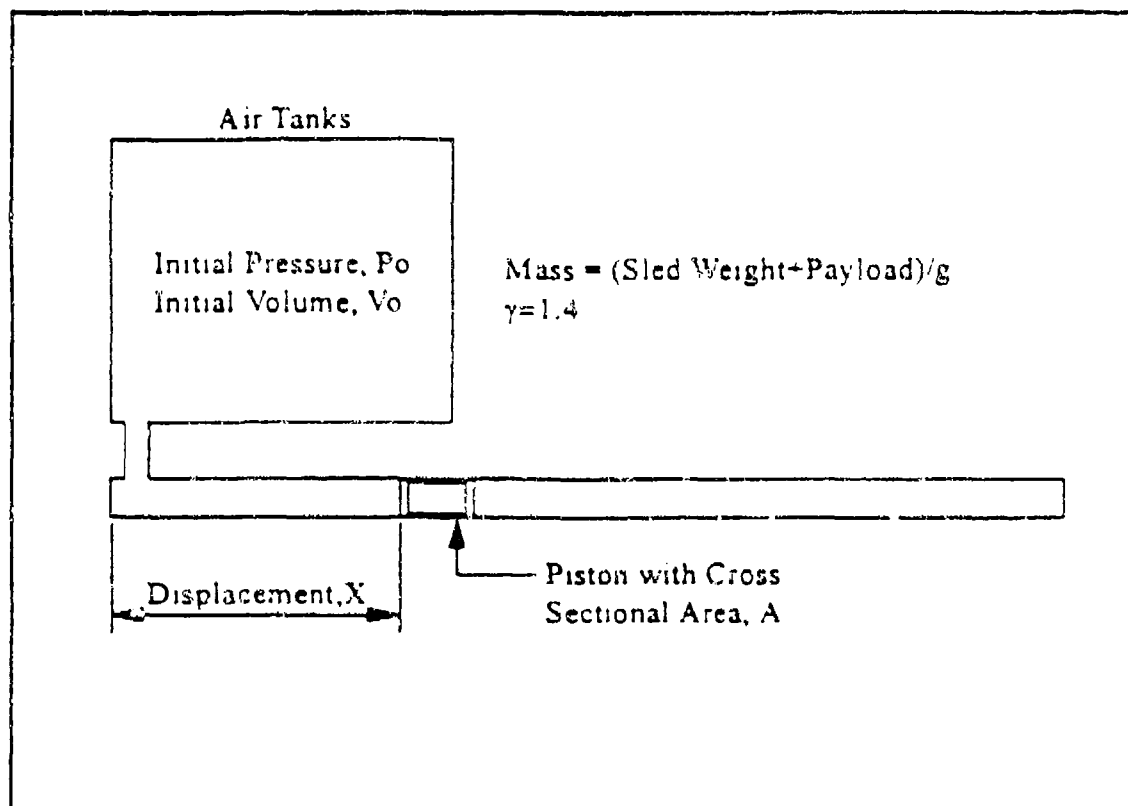 Air Tanks
Initial Pressure, Po
Initial Volume, Vo
Mass = (Sled Weight+Payload)/g
γ=1.4
Displacement,X
Piston with Cross
Sectional Area, A